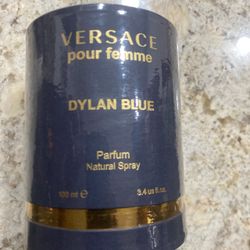 VERSACE
pour femme
DYLAN BLUE
Parfum
Natural Spray
100 ml e 3.4 us fl.oz.